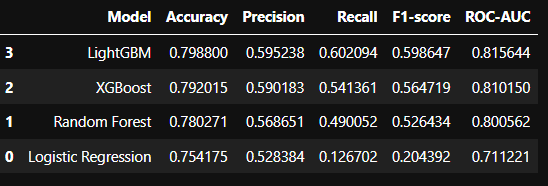 Model Accuracy Precision Recall F1-score ROC-AUC
3 LightGBM 0.798800 0.595238 0.602094 0.598647 0.815644
2 XGBoost 0.792015 0.590183 0.541361 0.564719 0.810150
1 Random Forest 0.780271 0.568651 0.490052 0.526434 0.800562
0 Logistic Regression 0.754175 0.528384 0.126702 0.204392 0.711221